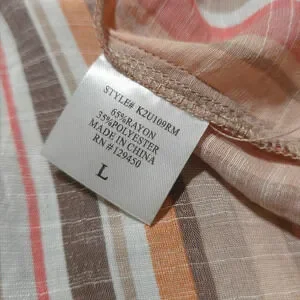 STYLE# K2U109RM
65%RAYON
35%POLYESTER
MADE IN CHINA
RN #129450
L